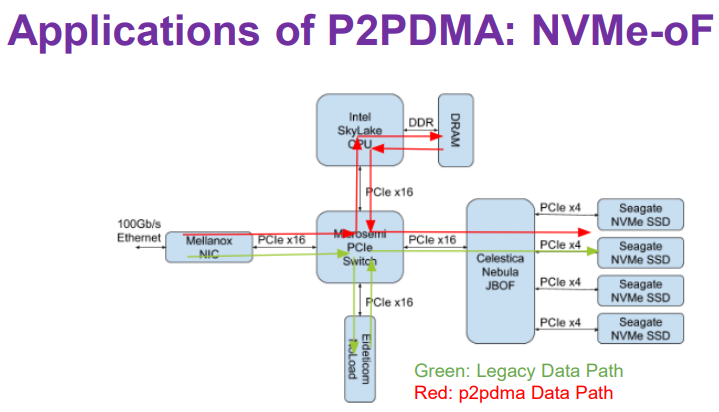 Applications of P2PDMA: NVMe-oF
Intel
SkyLake
CPU
DDR
DRAM
PCIe x16
100Gb/s
Ethernet
Mellanox
NIC
PCIe x16
Microsemi
PCIe
Switch
PCIe x16
Celestica
Nebula
JBOF
PCIe x4
Seagate
NVMe SSD
PCIe x4
Seagate
NVMe SSD
PCIe x4
Seagate
NVMe SSD
PCIe x4
Seagate
NVMe SSD
PCIe x16
Eideticom
NoLoad
Green: Legacy Data Path
Red: p2pdma Data Path